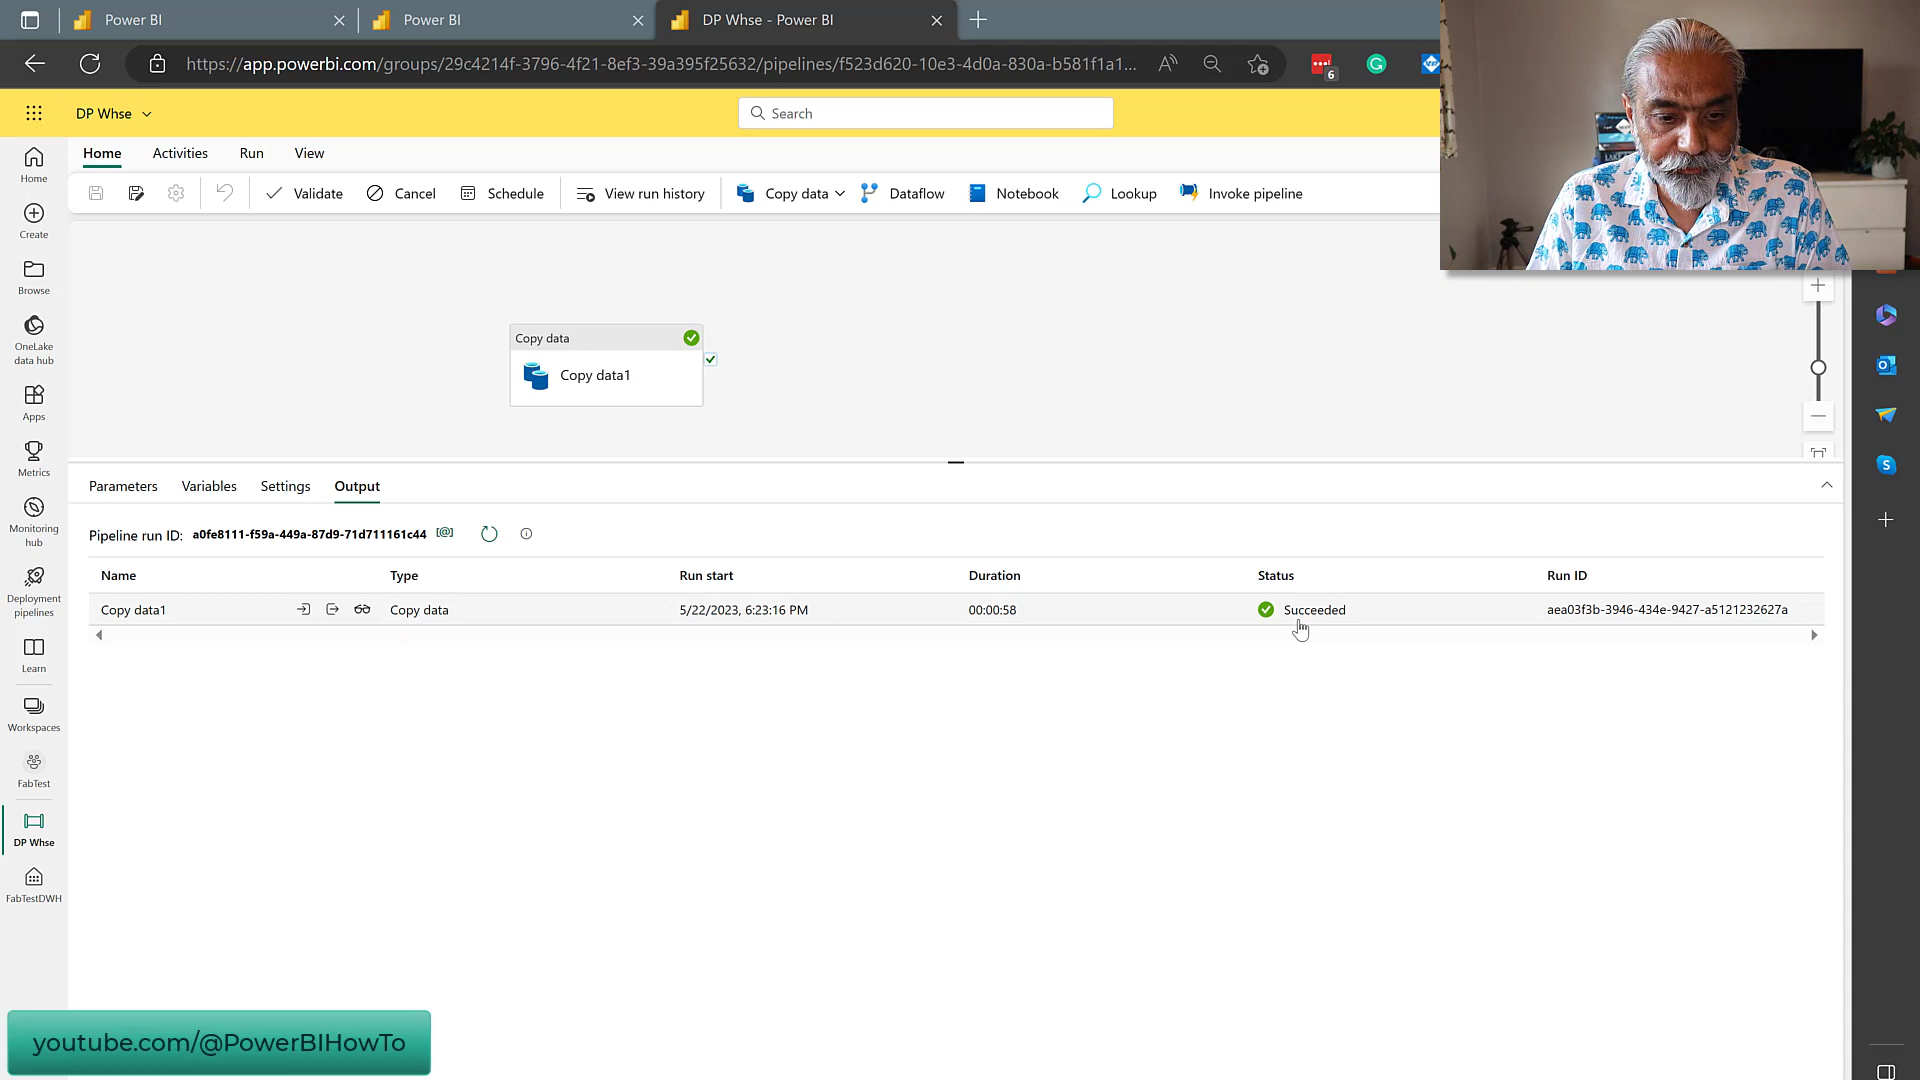 Power BI
Power BI
DP Whse - Power BI
https://app.powerbi.com/groups/29c4214f-3796-4f21-8ef3-39a395f25632/pipelines/f523d620-10e3-4d0a-830a-b581f1a1...
6
DP Whse
Search
Home
Activities
Run
View
Validate
Cancel
Schedule
View run history
Copy data
Dataflow
Notebook
Lookup
Invoke pipeline
Home
Create
Browse
OneLake
data hub
Apps
Metrics
Monitoring
hub
Deployment
pipelines
Learn
Workspaces
FabTest
DP Whse
FabTestDWH
Copy data
Copy data1
Parameters
Variables
Settings
Output
Pipeline run ID: a0fe8111-f59a-449a-87d9-71d711161c44
Name Type Run start Duration Status Run ID
Copy data1 Copy data 5/22/2023, 6:23:16 PM 00:00:58 Succeeded aea03f3b-3946-434e-9427-a5121232627a
youtube.com/@PowerBIHowTo